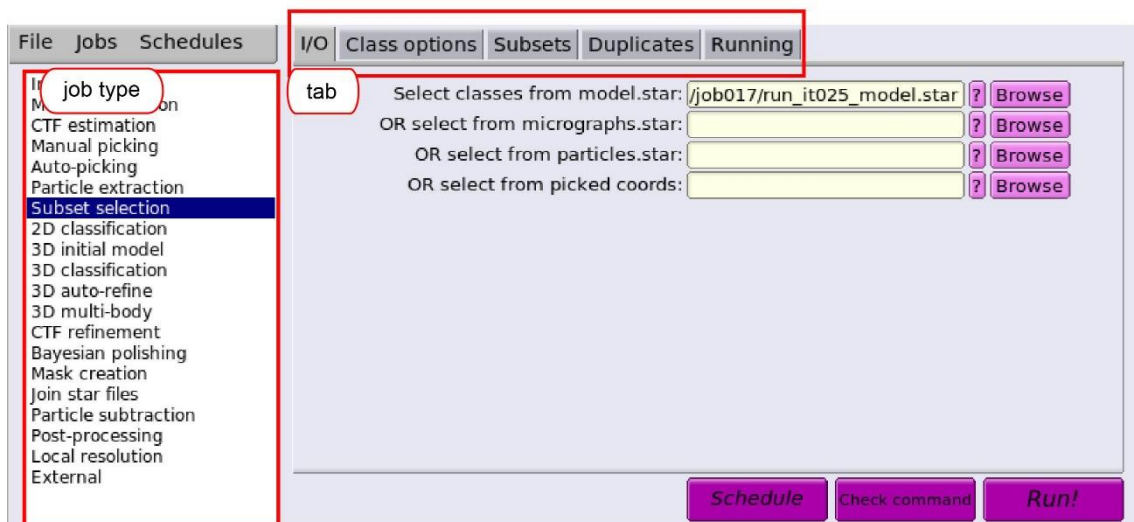 File Jobs Schedules
I/O Class options Subsets Duplicates Running
job type
tab
on
CTF estimation
Manual picking
Auto-picking
Particle extraction
Subset selection
2D classification
3D initial model
3D classification
3D auto-refine
3D multi-body
CTF refinement
Bayesian polishing
Mask creation
Join star files
Particle subtraction
Post-processing
Local resolution
External
Select classes from model.star: /job017/run_it025_model.star ? Browse
OR select from micrographs.star: ? Browse
OR select from particles.star: ? Browse
OR select from picked coords: ? Browse
Schedule Check command Run!